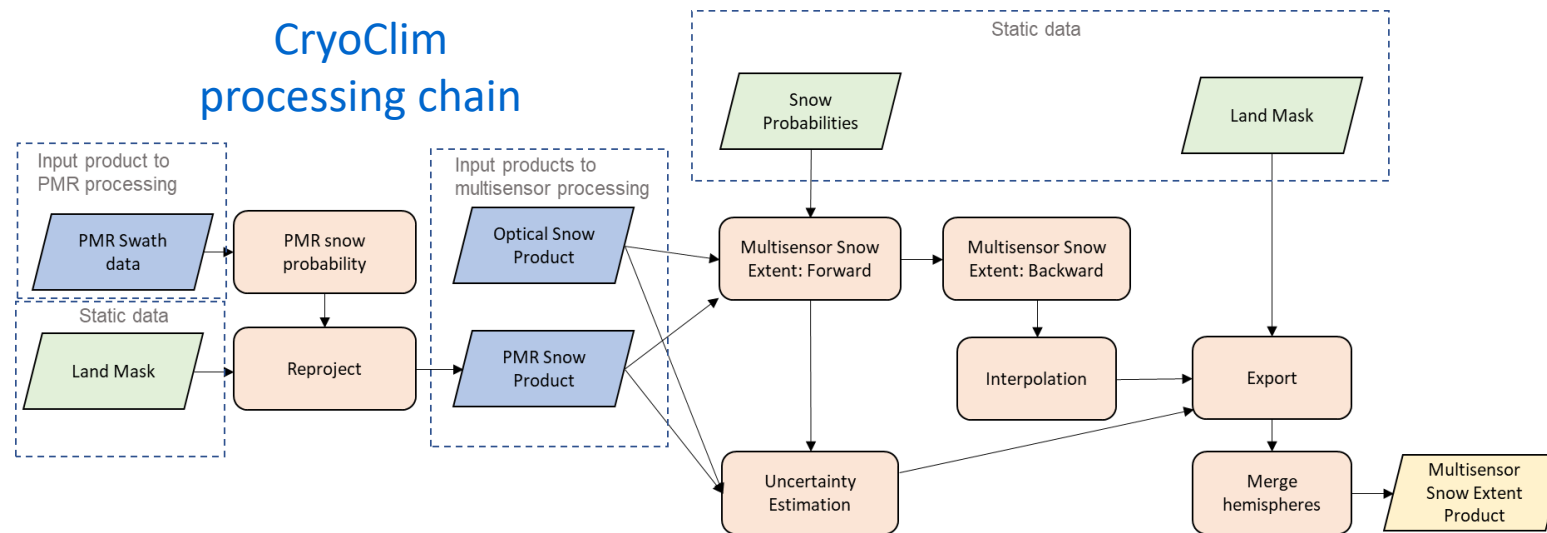 CryoClim
processing chain
Static data
Snow
Probabilities
Land Mask
Input product to
PMR processing
PMR Swath
data
PMR snow
probability
Static data
Land Mask
Reproject
Input products to
multisensor processing
Optical Snow
Product
PMR Snow
Product
Multisensor Snow
Extent: Forward
Multisensor Snow
Extent: Backward
Interpolation
Export
Uncertainty
Estimation
Merge
hemispheres
Multisensor
Snow Extent
Product